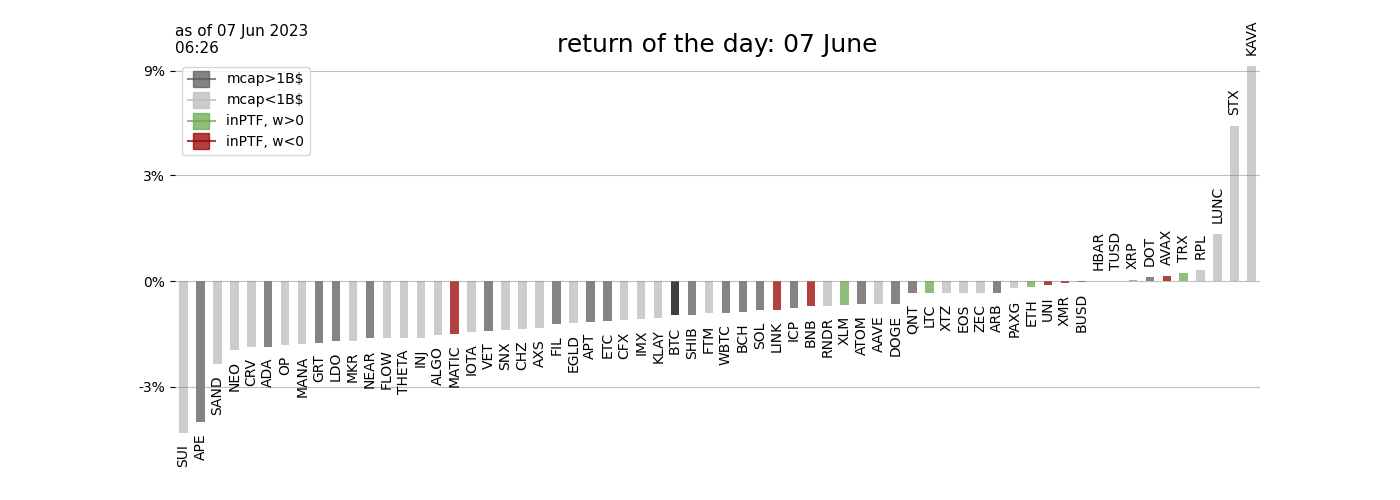 as of 07 Jun 2023
06:26
return of the day: 07 June
9%
3%
0%
-3%
mcap>1B$
mcap<1B$
inPTF, w>0
inPTF, w<0
SUI
APE
SAND
NEO
CRV
ADA
OP
MANA
GRT
LDO
MKR
NEAR
FLOW
THETA
INJ
ALGO
MATIC
IOTA
VET
SNX
CHZ
AXS
FIL
EGLD
APT
ETC
CFX
IMX
KLAY
BTC
SHIB
FTM
WBTC
BCH
SOL
LINK
ICP
BNB
RNDR
XLM
ATOM
AAVE
DOGE
QNT
LTC
XTZ
EOS
ZEC
ARB
PAXG
ETH
UNI
XMR
BUSD
HBAR
TUSD
XRP
DOT
AVAX
TRX
RPL
LUNC
STX
KAVA